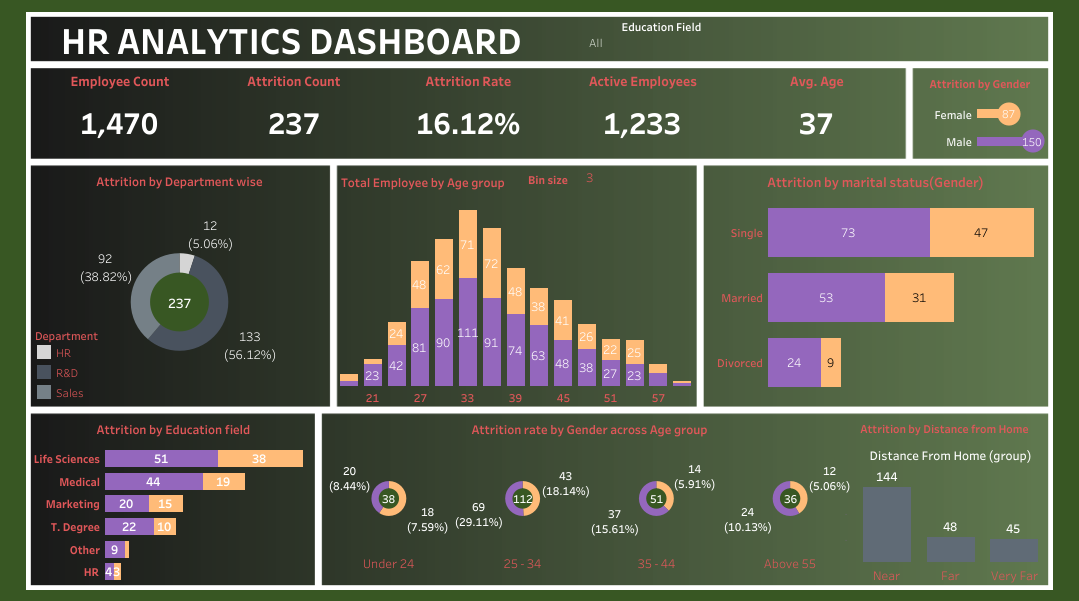 HR ANALYTICS DASHBOARD
Education Field
All
Employee Count
Attrition Count
Attrition Rate
Active Employees
Avg. Age
1,470
237
16.12%
1,233
37
Attrition by Gender
Female 87
Male 150
Attrition by Department wise
12
(5.06%)
92
(38.82%)
237
133
(56.12%)
Department
HR
R&D
Sales
Total Employee by Age group
Bin size
3
71
72
62
48
48
38
41
24
26
22
25
23
42
81
90
111
91
74
63
48
38
27
23
21
27
33
39
45
51
57
Attrition by marital status(Gender)
Single 73 47
Married 53 31
Divorced 24 9
Attrition by Education field
Life Sciences 51 38
Medical 44 19
Marketing 20 15
T. Degree 22 10
Other 9
HR 4 3
Attrition rate by Gender across Age group
20
(8.44%)
38
18
(7.59%)
Under 24
43
(18.14%)
112
69
(29.11%)
25 - 34
14
(5.91%)
51
37
(15.61%)
35 - 44
12
(5.06%)
36
24
(10.13%)
Above 55
Attrition by Distance from Home
Distance From Home (group)
144
48
45
Near
Far
Very Far